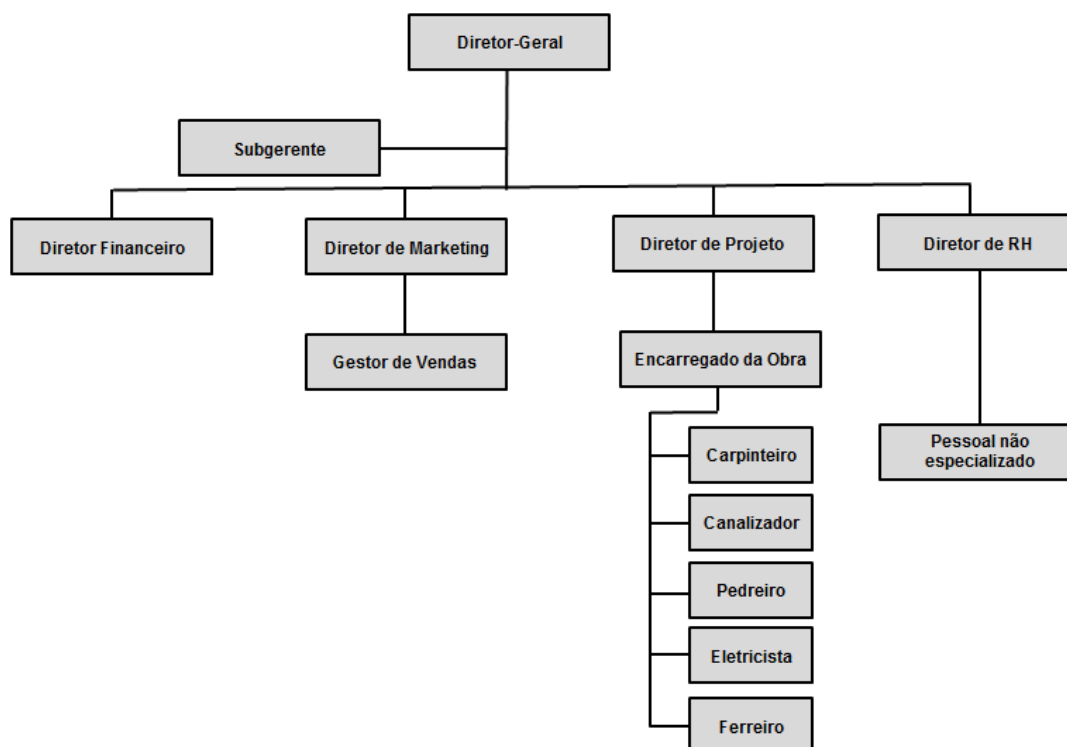 Diretor-Geral
Subgerente
Diretor Financeiro
Diretor de Marketing
Diretor de Projeto
Diretor de RH
Gestor de Vendas
Encarregado da Obra
Carpinteiro
Pessoal não
especializado
Canalizador
Pedreiro
Eletricista
Ferreiro